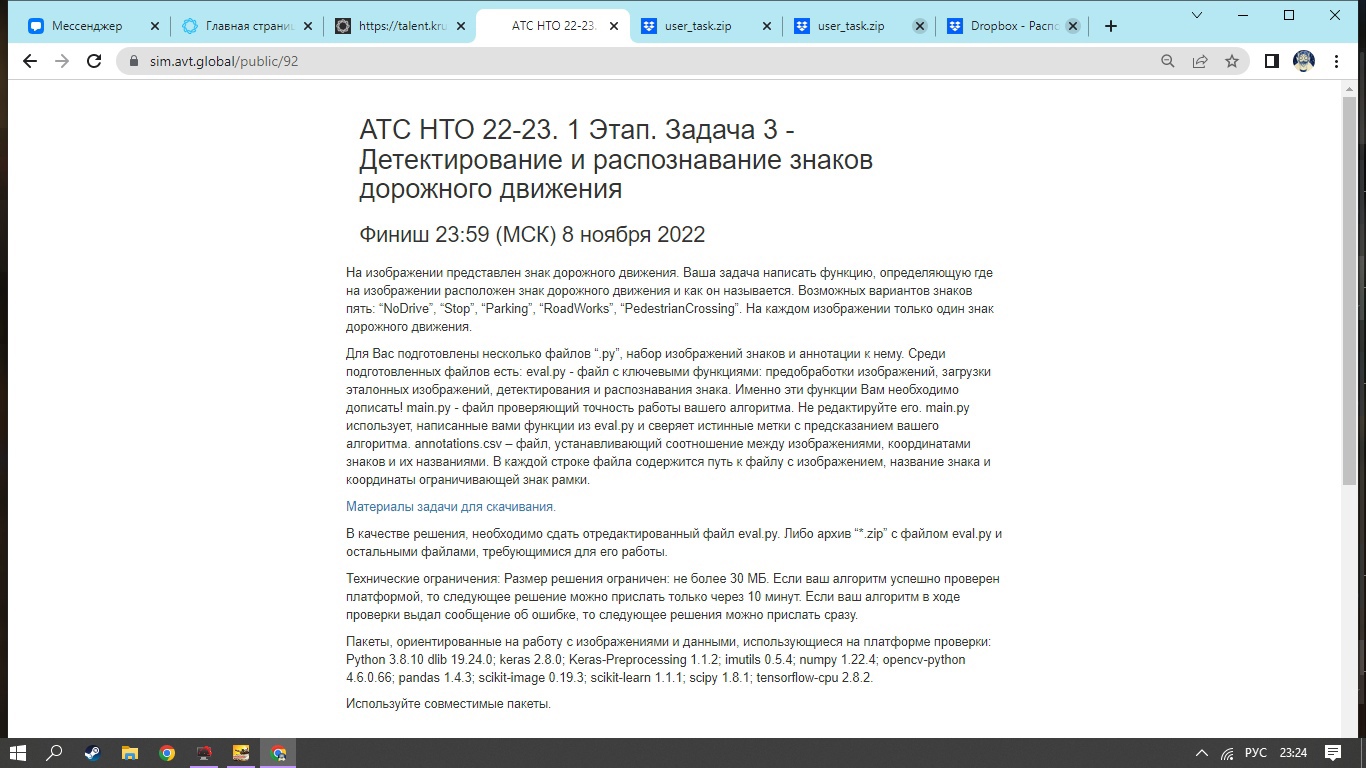 Мессенджер
Главная страниц
https://talent.kru
АТС НТО 22-23.
user_task.zip
user_task.zip
Dropbox - Распо
sim.avt.global/public/92
АТС НТО 22-23. 1 Этап. Задача 3 -
Детектирование и распознавание знаков
дорожного движения
Финиш 23:59 (МСК) 8 ноября 2022
На изображении представлен знак дорожного движения. Ваша задача написать функцию, определяющую где
на изображении расположен знак дорожного движения и как он называется. Возможных вариантов знаков
пять: “NoDrive”, “Stop”, “Parking”, “RoadWorks”, “PedestrianCrossing”. На каждом изображении только один знак
дорожного движения.
Для Вас подготовлены несколько файлов “.py”, набор изображений знаков и аннотации к нему. Среди
подготовленных файлов есть: eval.py - файл с ключевыми функциями: предобработки изображений, загрузки
эталонных изображений, детектирования и распознавания знака. Именно эти функции Вам необходимо
дописать! main.py - файл проверяющий точность работы вашего алгоритма. Не редактируйте его. main.py
использует, написанные вами функции из eval.py и сверяет истинные метки с предсказанием вашего
алгоритма. annotations.csv – файл, устанавливающий соотношение между изображениями, координатами
знаков и их названиями. В каждой строке файла содержится путь к файлу с изображением, название знака и
координаты ограничивающей знак рамки.
Материалы задачи для скачивания.
В качестве решения, необходимо сдать отредактированный файл eval.py. Либо архив “*.zip” с файлом eval.py и
остальными файлами, требующимися для его работы.
Технические ограничения: Размер решения ограничен: не более 30 МБ. Если ваш алгоритм успешно проверен
платформой, то следующее решение можно прислать только через 10 минут. Если ваш алгоритм в ходе
проверки выдал сообщение об ошибке, то следующее решения можно прислать сразу.
Пакеты, ориентированные на работу с изображениями и данными, использующиеся на платформе проверки:
Python 3.8.10 dlib 19.24.0; keras 2.8.0; Keras-Preprocessing 1.1.2; imutils 0.5.4; numpy 1.22.4; opencv-python
4.6.0.66; pandas 1.4.3; scikit-image 0.19.3; scikit-learn 1.1.1; scipy 1.8.1; tensorflow-cpu 2.8.2.
Используйте совместимые пакеты.
РУС
23:24